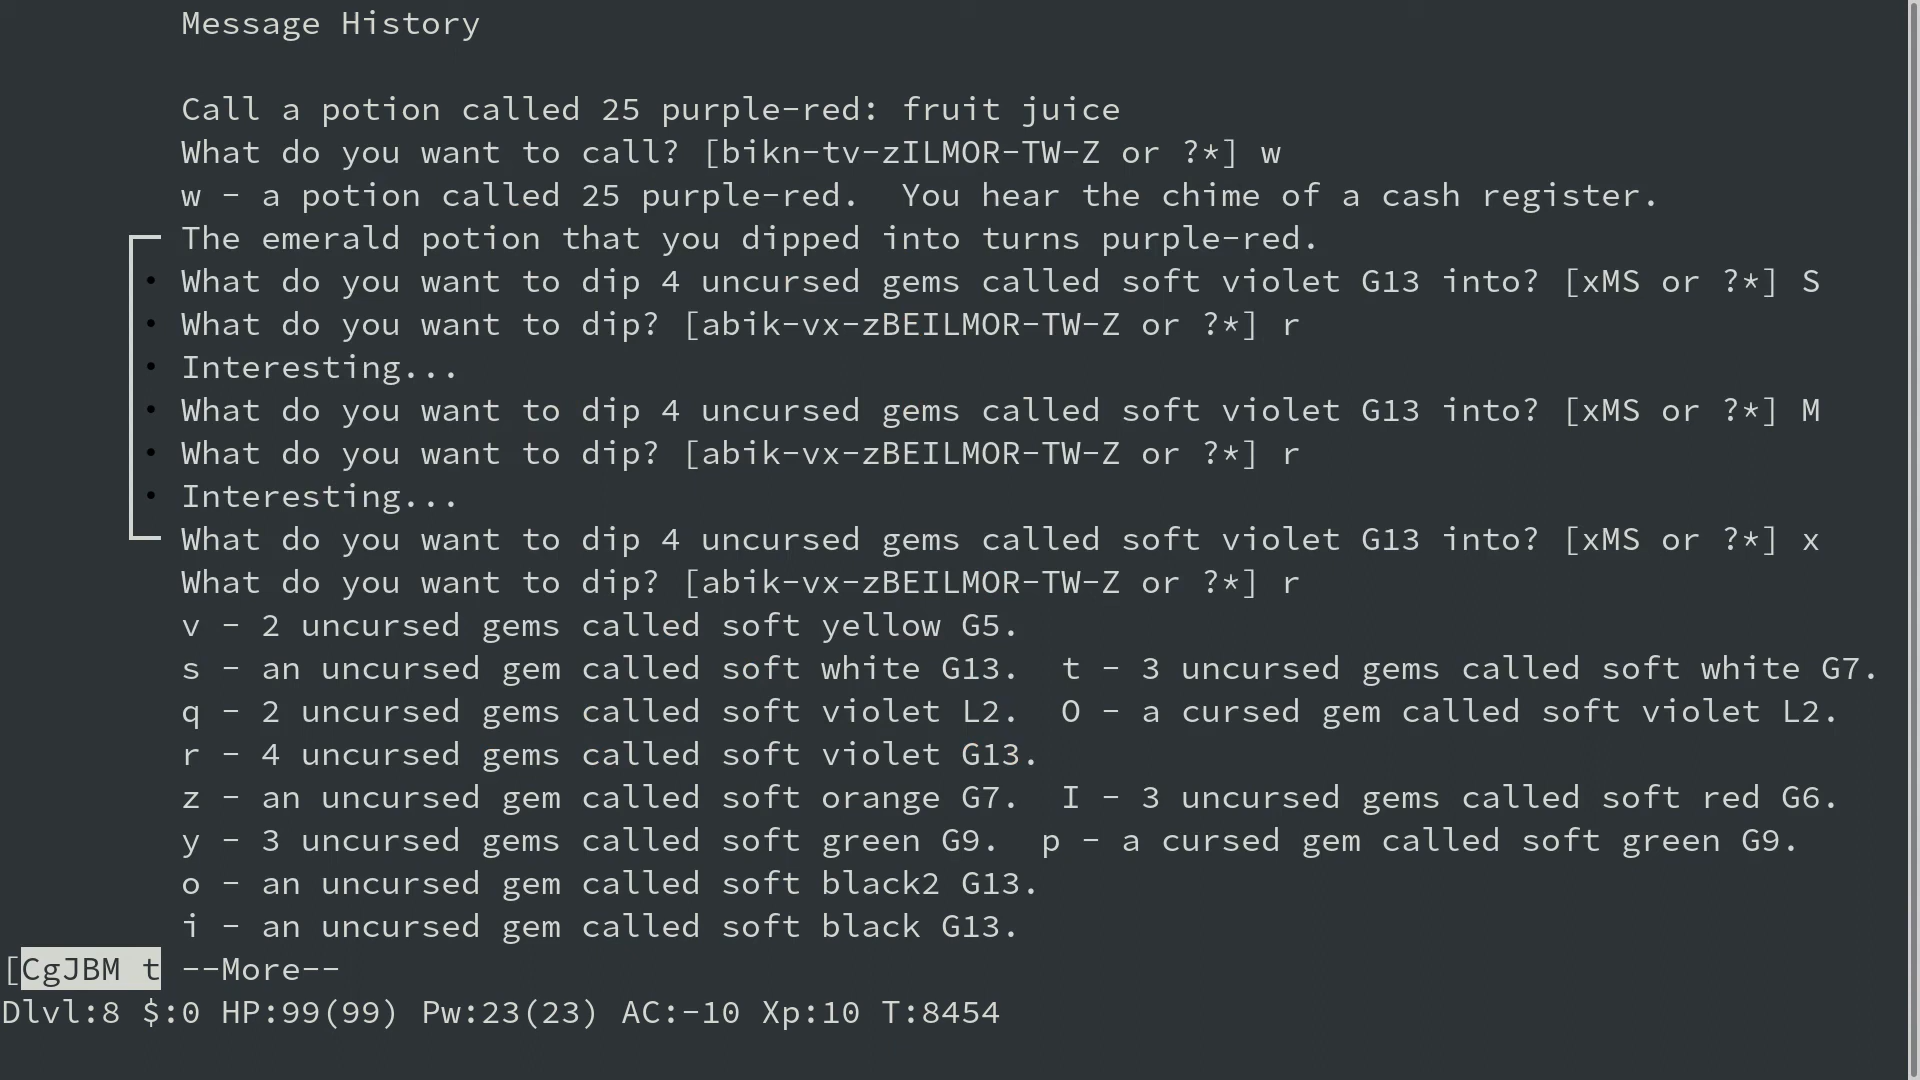 Message History
Call a potion called 25 purple-red: fruit juice
What do you want to call? [bikn-tv-zILMOR-TW-Z or ?*] w
w - a potion called 25 purple-red.  You hear the chime of a cash register.
The emerald potion that you dipped into turns purple-red.
What do you want to dip 4 uncursed gems called soft violet G13 into? [xMS or ?*] S
What do you want to dip? [abik-vx-zBEILMOR-TW-Z or ?*] r
Interesting...
What do you want to dip 4 uncursed gems called soft violet G13 into? [xMS or ?*] M
What do you want to dip? [abik-vx-zBEILMOR-TW-Z or ?*] r
Interesting...
What do you want to dip 4 uncursed gems called soft violet G13 into? [xMS or ?*] x
What do you want to dip? [abik-vx-zBEILMOR-TW-Z or ?*] r
v - 2 uncursed gems called soft yellow G5.
s - an uncursed gem called soft white G13.  t - 3 uncursed gems called soft white G7.
q - 2 uncursed gems called soft violet L2.  O - a cursed gem called soft violet L2.
r - 4 uncursed gems called soft violet G13.
z - an uncursed gem called soft orange G7.  I - 3 uncursed gems called soft red G6.
y - 3 uncursed gems called soft green G9.  p - a cursed gem called soft green G9.
o - an uncursed gem called soft black2 G13.
i - an uncursed gem called soft black G13.
[CgJBM t --More--
Dlvl:8 $:0 HP:99(99) Pw:23(23) AC:-10 Xp:10 T:8454